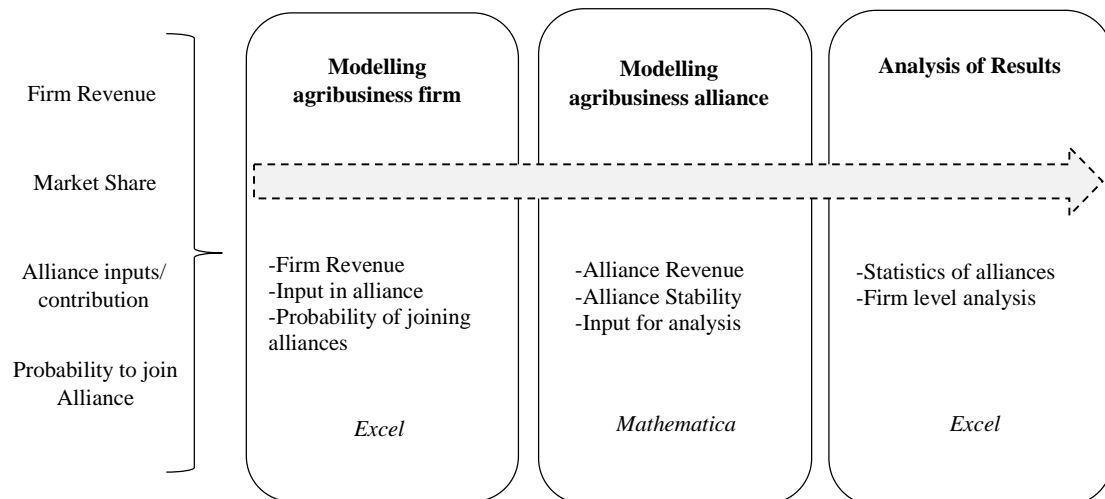 Firm Revenue
Market Share
Alliance inputs/
contribution
Probability to join
Alliance
Modelling
agribusiness firm
-Firm Revenue
-Input in alliance
-Probability of joining
alliances
Excel
Modelling
agribusiness alliance
-Alliance Revenue
-Alliance Stability
-Input for analysis
Mathematica
Analysis of Results
-Statistics of alliances
-Firm level analysis
Excel